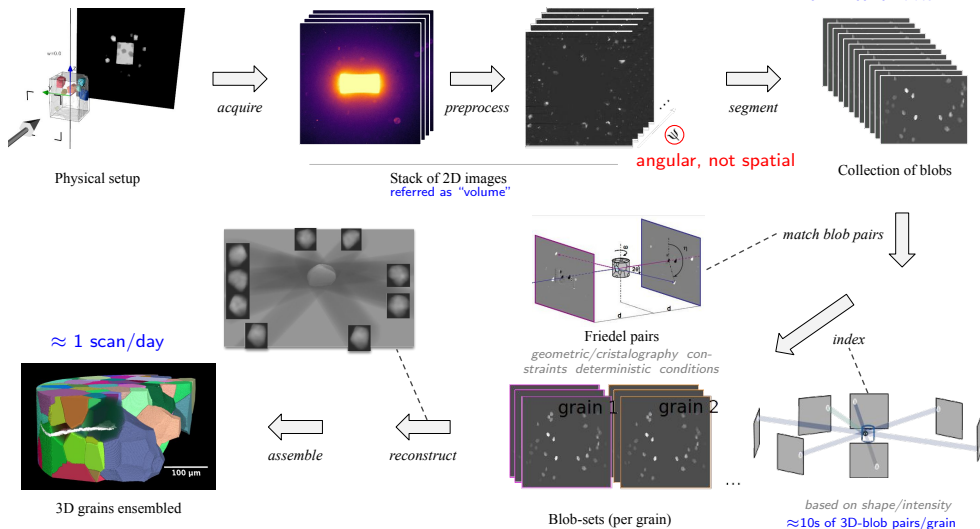 w=0.0
acquire
preprocess
segment
...
angular, not spatial
Physical setup
Stack of 2D images
referred as “volume”
Collection of blobs
match blob pairs
θ
η
2θ
d
d
Friedel pairs
geometric/cristalography con-
straints deterministic conditions
index
≈ 1 scan/day
grain 1
grain 2
100 μm
assemble
reconstruct
...
3D grains ensembled
Blob-sets (per grain)
based on shape/intensity
≈10s of 3D-blob pairs/grain